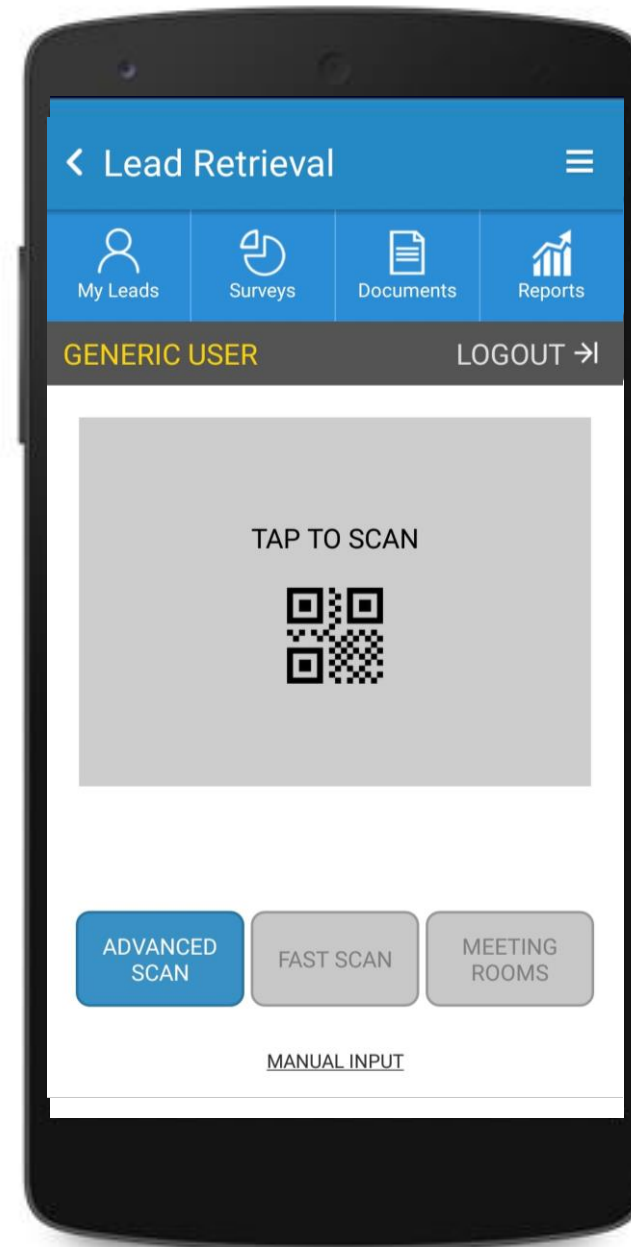 Lead Retrieval
My Leads Surveys Documents Reports
GENERIC USER LOGOUT
TAP TO SCAN
ADVANCED
SCAN
FAST SCAN
MEETING
ROOMS
MANUAL INPUT